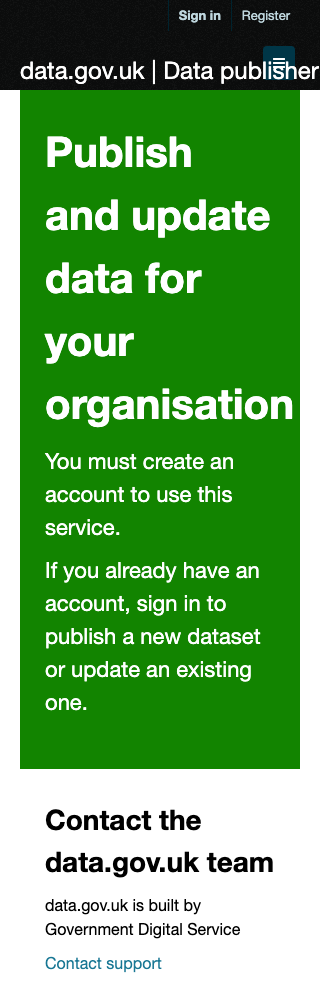 Sign in Register
data.gov.uk | Data publisher
Publish
and update
data for
your
organisation
You must create an
account to use this
service.
If you already have an
account, sign in to
publish a new dataset
or update an existing
one.
Contact the
data.gov.uk team
data.gov.uk is built by
Government Digital Service
Contact support